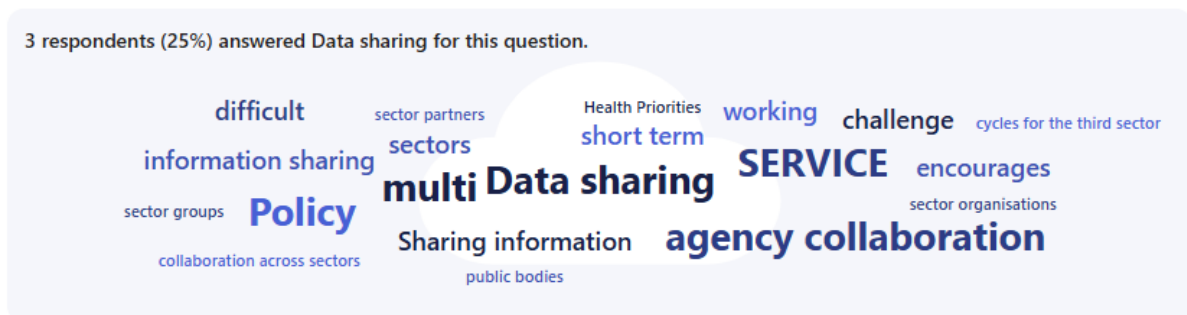 3 respondents (25%) answered Data sharing for this question.
difficult
sector partners
Health Priorities
working
challenge
cycles for the third sector
sectors
short term
information sharing
SERVICE
encourages
multi
Data sharing
sector groups
Policy
sector organisations
Sharing information
agency collaboration
collaboration across sectors
public bodies